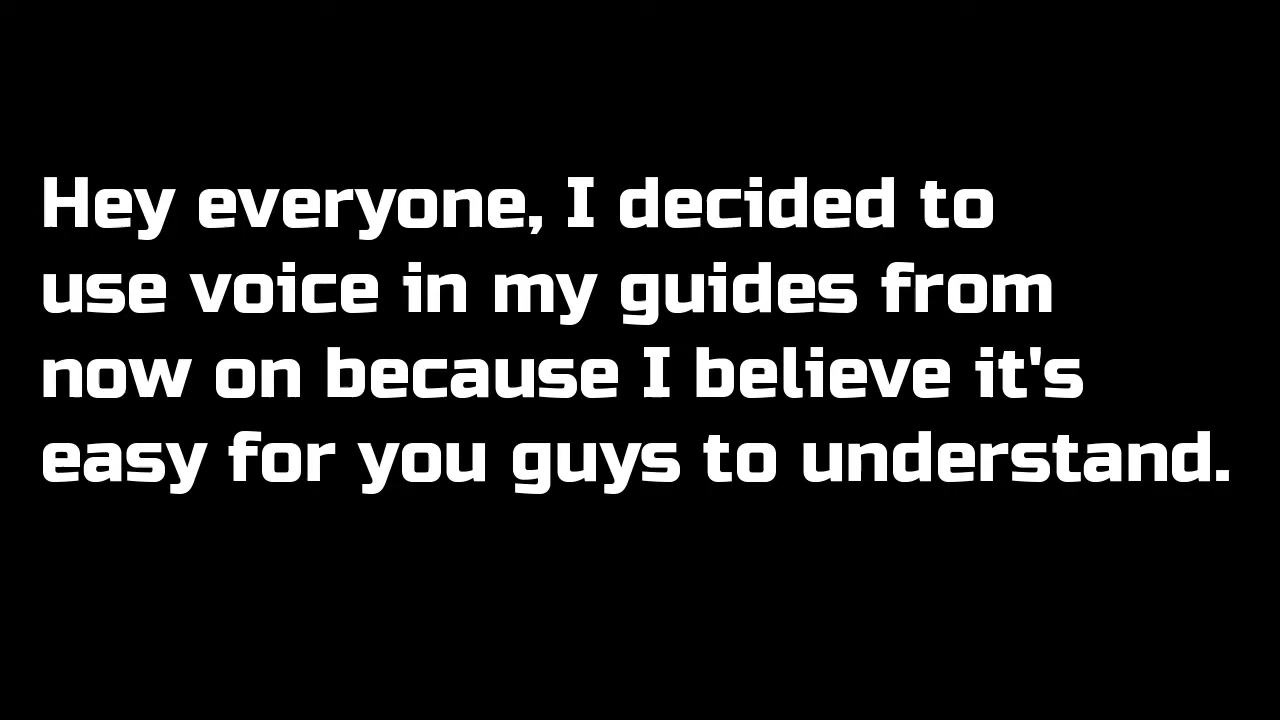 Hey everyone, I decided to
use voice in my guides from
now on because I believe it's
easy for you guys to understand.